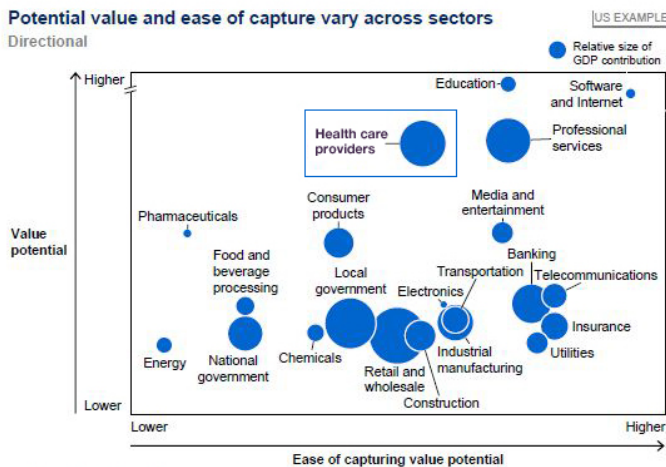 Potential value and ease of capture vary across sectors
US EXAMPLE
Directional
Relative size of
GDP contribution
Higher
Education
Software
and Internet
Health care
providers
Professional
services
Consumer
products
Media and
entertainment
Pharmaceuticals
Value
potential
Food and
beverage
processing
Local
government
Banking
Transportation
Telecommunications
Electronics
Energy
National
government
Chemicals
Retail and
wholesale
Industrial
manufacturing
Construction
Insurance
Utilities
Lower
Lower
Higher
Ease of capturing value potential